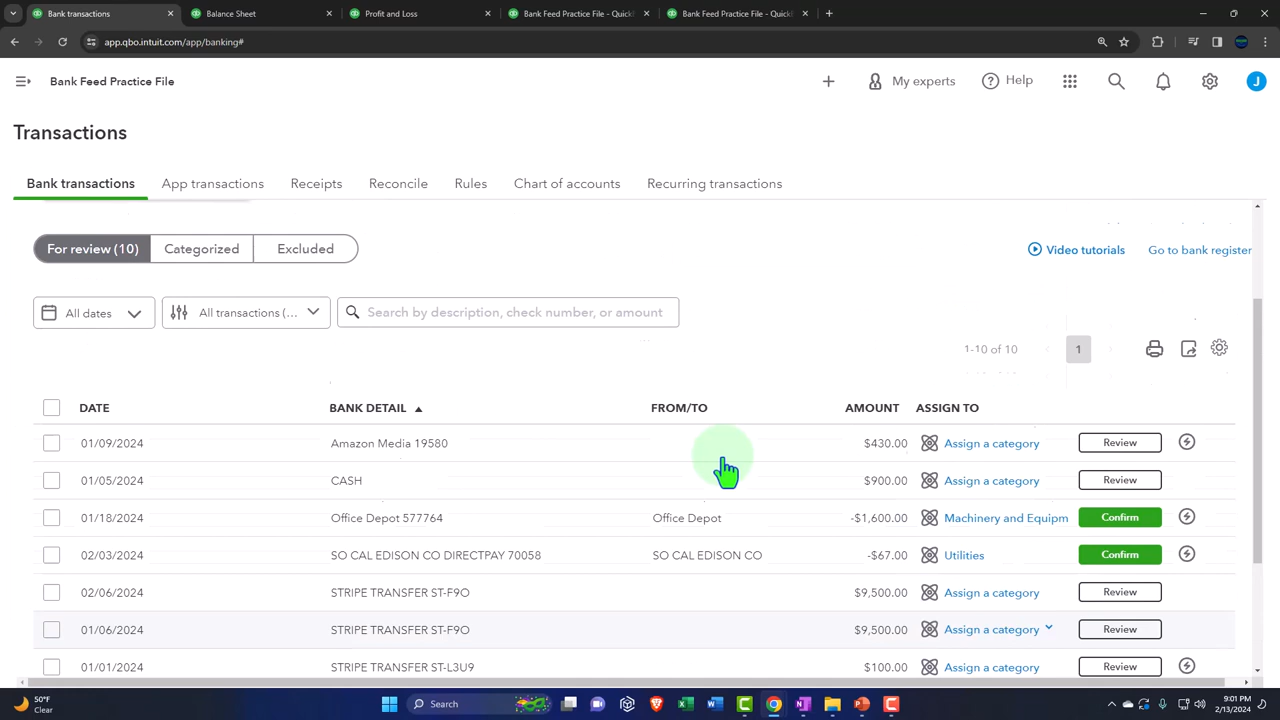 Bank Feed Practice File - Quick
Balance Sheet
Profit and Loss
Bank Feed Practice File - Quick
app.qbo.intuit.com/app/banking#
Bank Feed Practice File
My experts
Help
J
Transactions
Bank transactions
App transactions
Receipts
Reconcile
Rules
Chart of accounts
Recurring transactions
For review (10)
Categorized
Excluded
Video tutorials
Go to bank register
All dates
All transactions (...
Search by description, check number, or amount
1-10 of 10
1
DATE BANK DETAIL FROM/TO AMOUNT ASSIGN TO
01/09/2024 Amazon Media 19580 $430.00 Assign a category Review
01/05/2024 CASH $900.00 Assign a category Review
01/18/2024 Office Depot 577764 Office Depot -$1,600.00 Machinery and Equipm Confirm
02/03/2024 SO CAL EDISON CO DIRECTPAY 70058 SO CAL EDISON CO -$67.00 Utilities Confirm
02/06/2024 STRIPE TRANSFER ST-F9O $9,500.00 Assign a category Review
01/06/2024 STRIPE TRANSFER ST-F9O $9,500.00 Assign a category Review
01/01/2024 STRIPE TRANSFER ST-L3U9 $100.00 Assign a category Review
50°F
Clear
Search
9:01 PM
2/13/2024